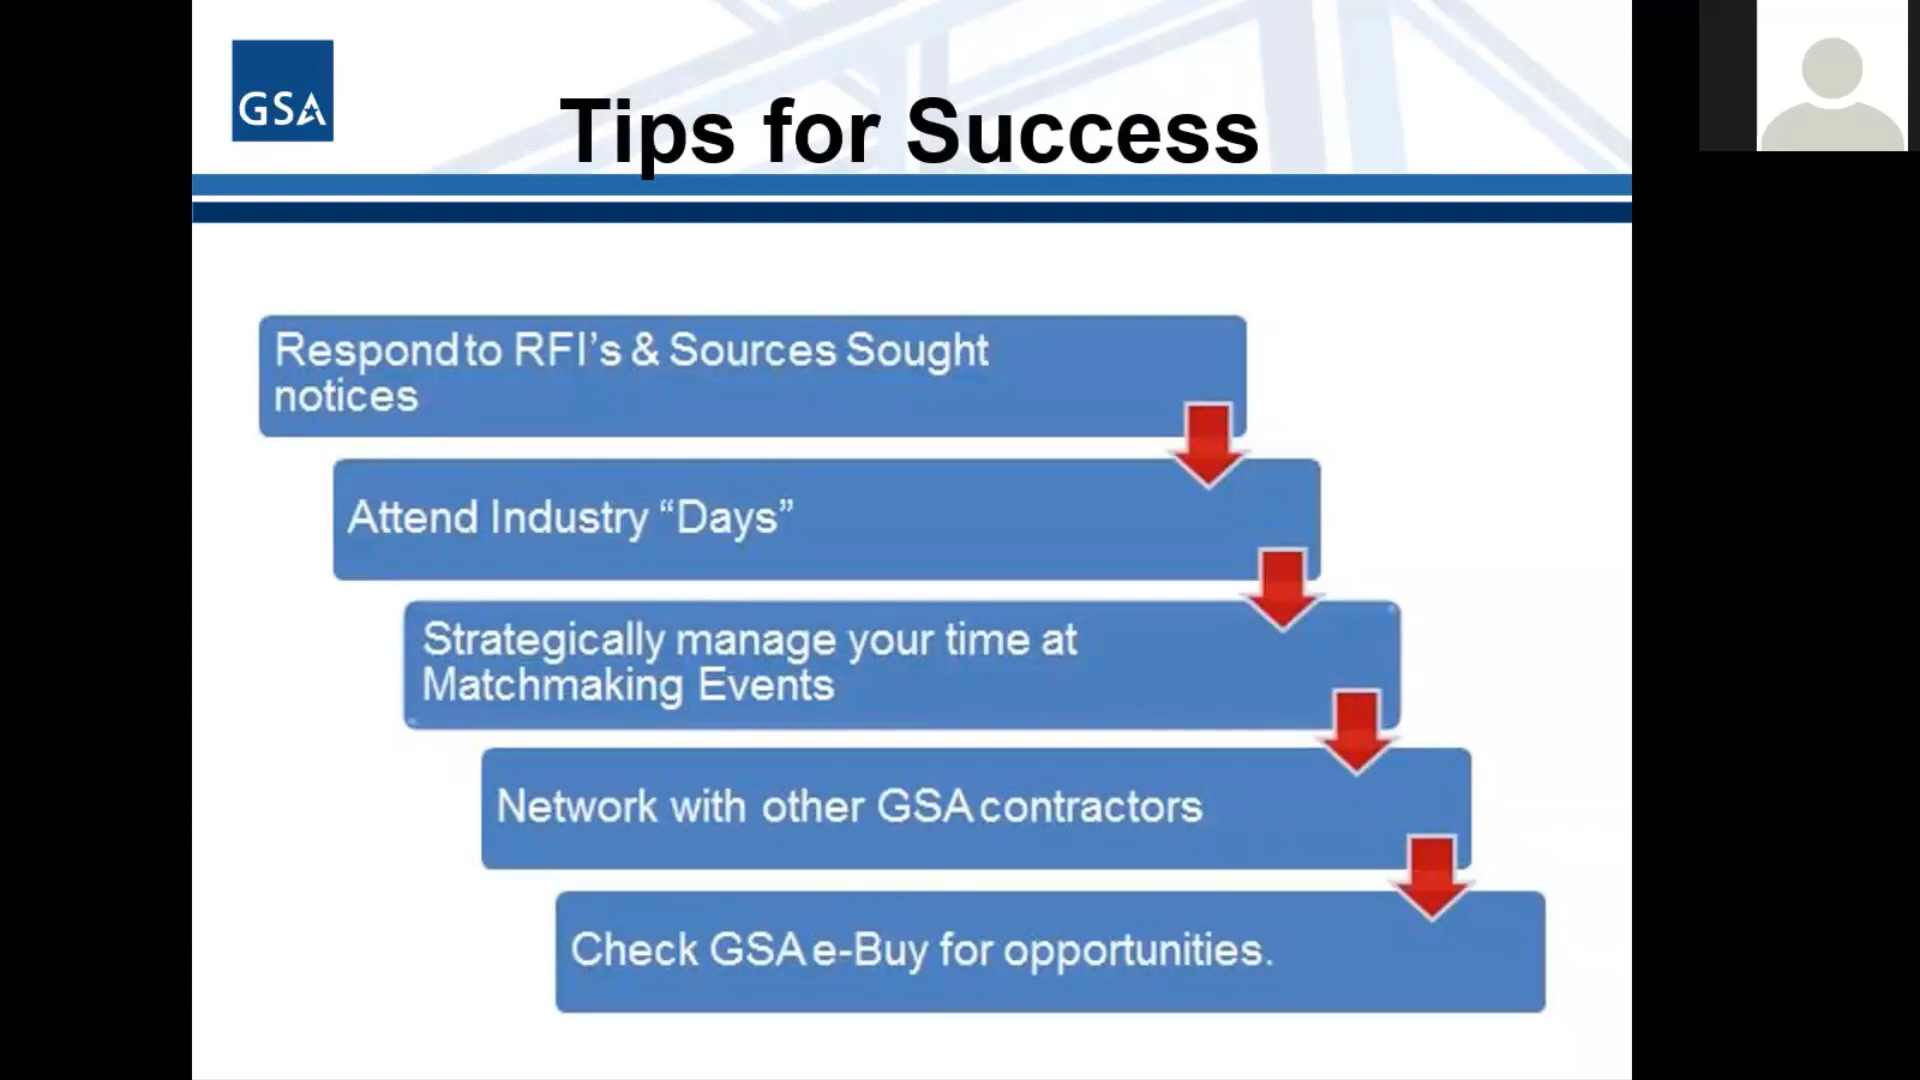 GSA
Tips for Success
Respond to RFI's & Sources Sought
notices
Attend Industry “Days”
Strategically manage your time at
Matchmaking Events
Network with other GSA contractors
Check GSA e-Buy for opportunities.